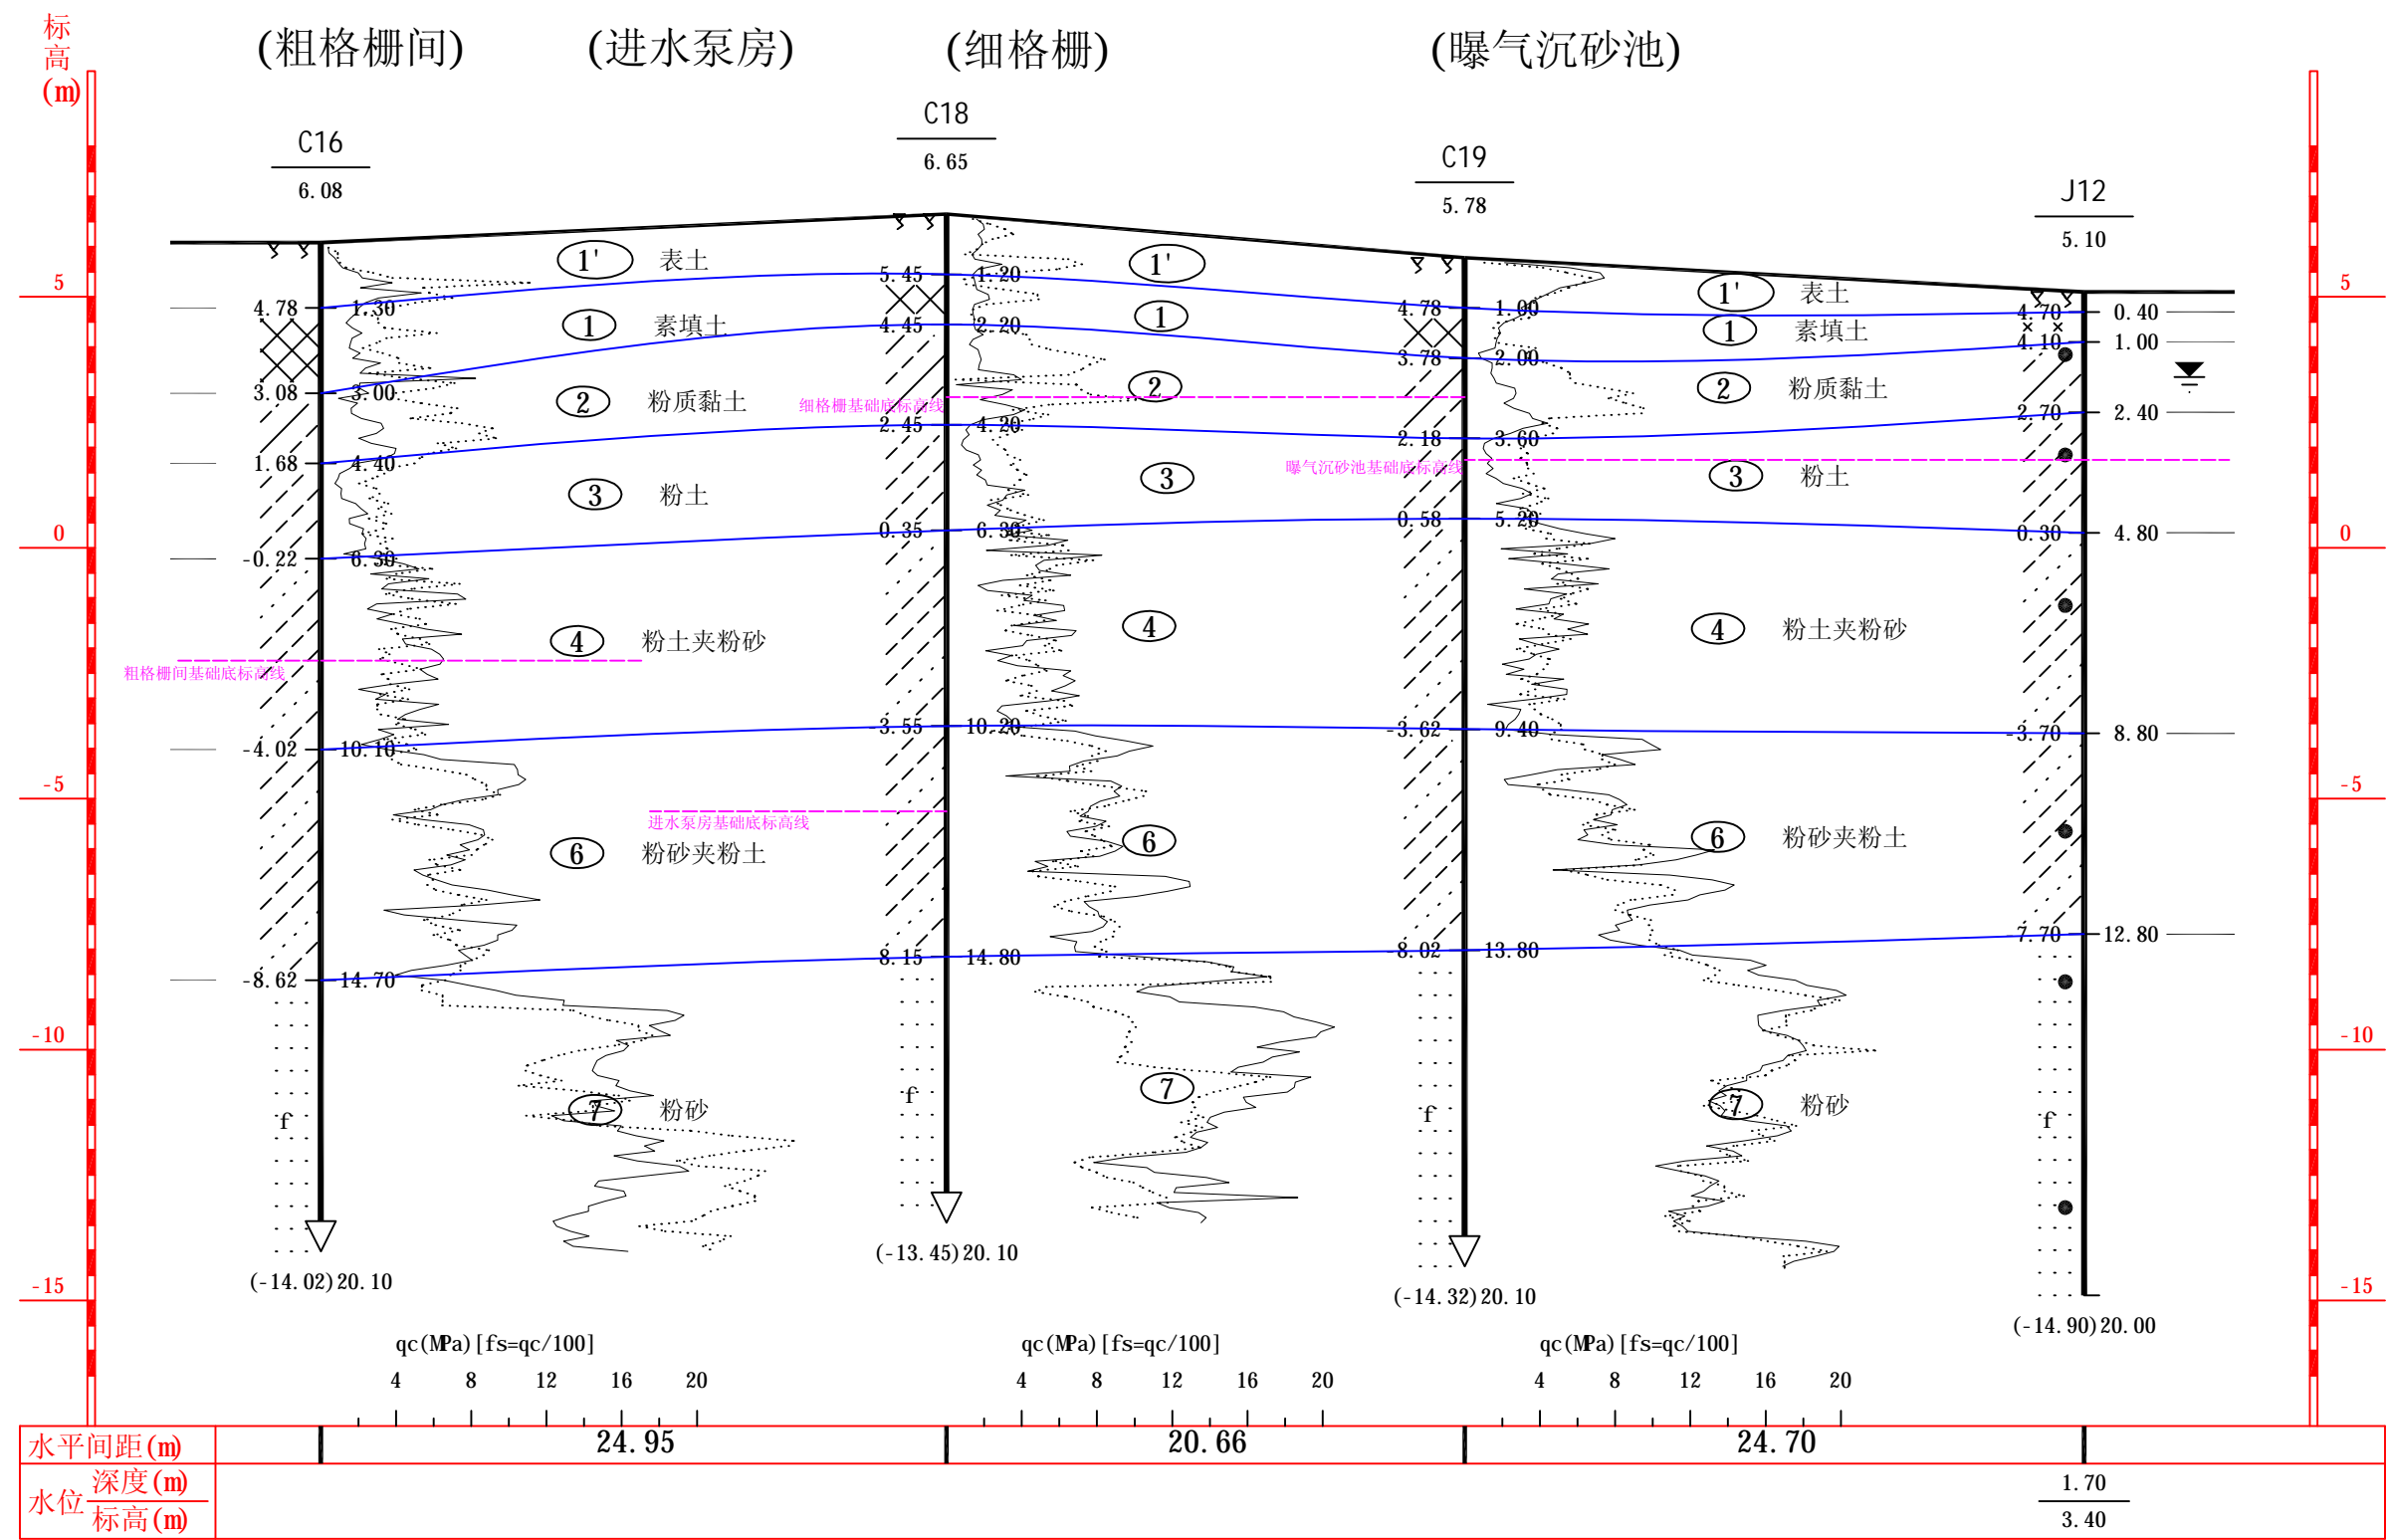 标
高
(m)
(粗格栅间)
(进水泵房)
(细格栅)
(曝气沉砂池)
C16
6.08
C18
6.65
C19
5.78
J12
5.10
5
0
-5
-10
-15
5
0
-5
-10
-15
4.78 1.30
3.08 3.00
1.68 4.40
-0.22 6.30
-4.02 10.10
-8.62 14.70
f
(-14.02)20.10
1' 表土
1 素填土
2 粉质黏土
3 粉土
4 粉土夹粉砂
6 粉砂夹粉土
7 粉砂
粗格栅间基础底标高线
进水泵房基础底标高线
5.45 1.20
4.45 2.20
2.45 4.20
0.35 6.30
-3.55 10.20
8.15 14.80
f
(-13.45)20.10
细格栅基础底标高线
1'
1
2
3
4
6
7
4.78 1.00
3.78 2.00
2.18 3.60
0.58 5.20
-3.62 9.40
-8.02 13.80
f
(-14.32)20.10
曝气沉砂池基础底标高线
1' 表土
1 素填土
2 粉质黏土
3 粉土
4 粉土夹粉砂
6 粉砂夹粉土
7 粉砂
4.70 0.40
4.10 1.00
2.70 2.40
0.30 4.80
-3.70 8.80
-7.70 12.80
f
(-14.90)20.00
qc(MPa)[fs=qc/100]
4 8 12 16 20
qc(MPa)[fs=qc/100]
4 8 12 16 20
qc(MPa)[fs=qc/100]
4 8 12 16 20
水平间距(m) 24.95 20.66 24.70
水位 深度(m) 1.70
标高(m) 3.40